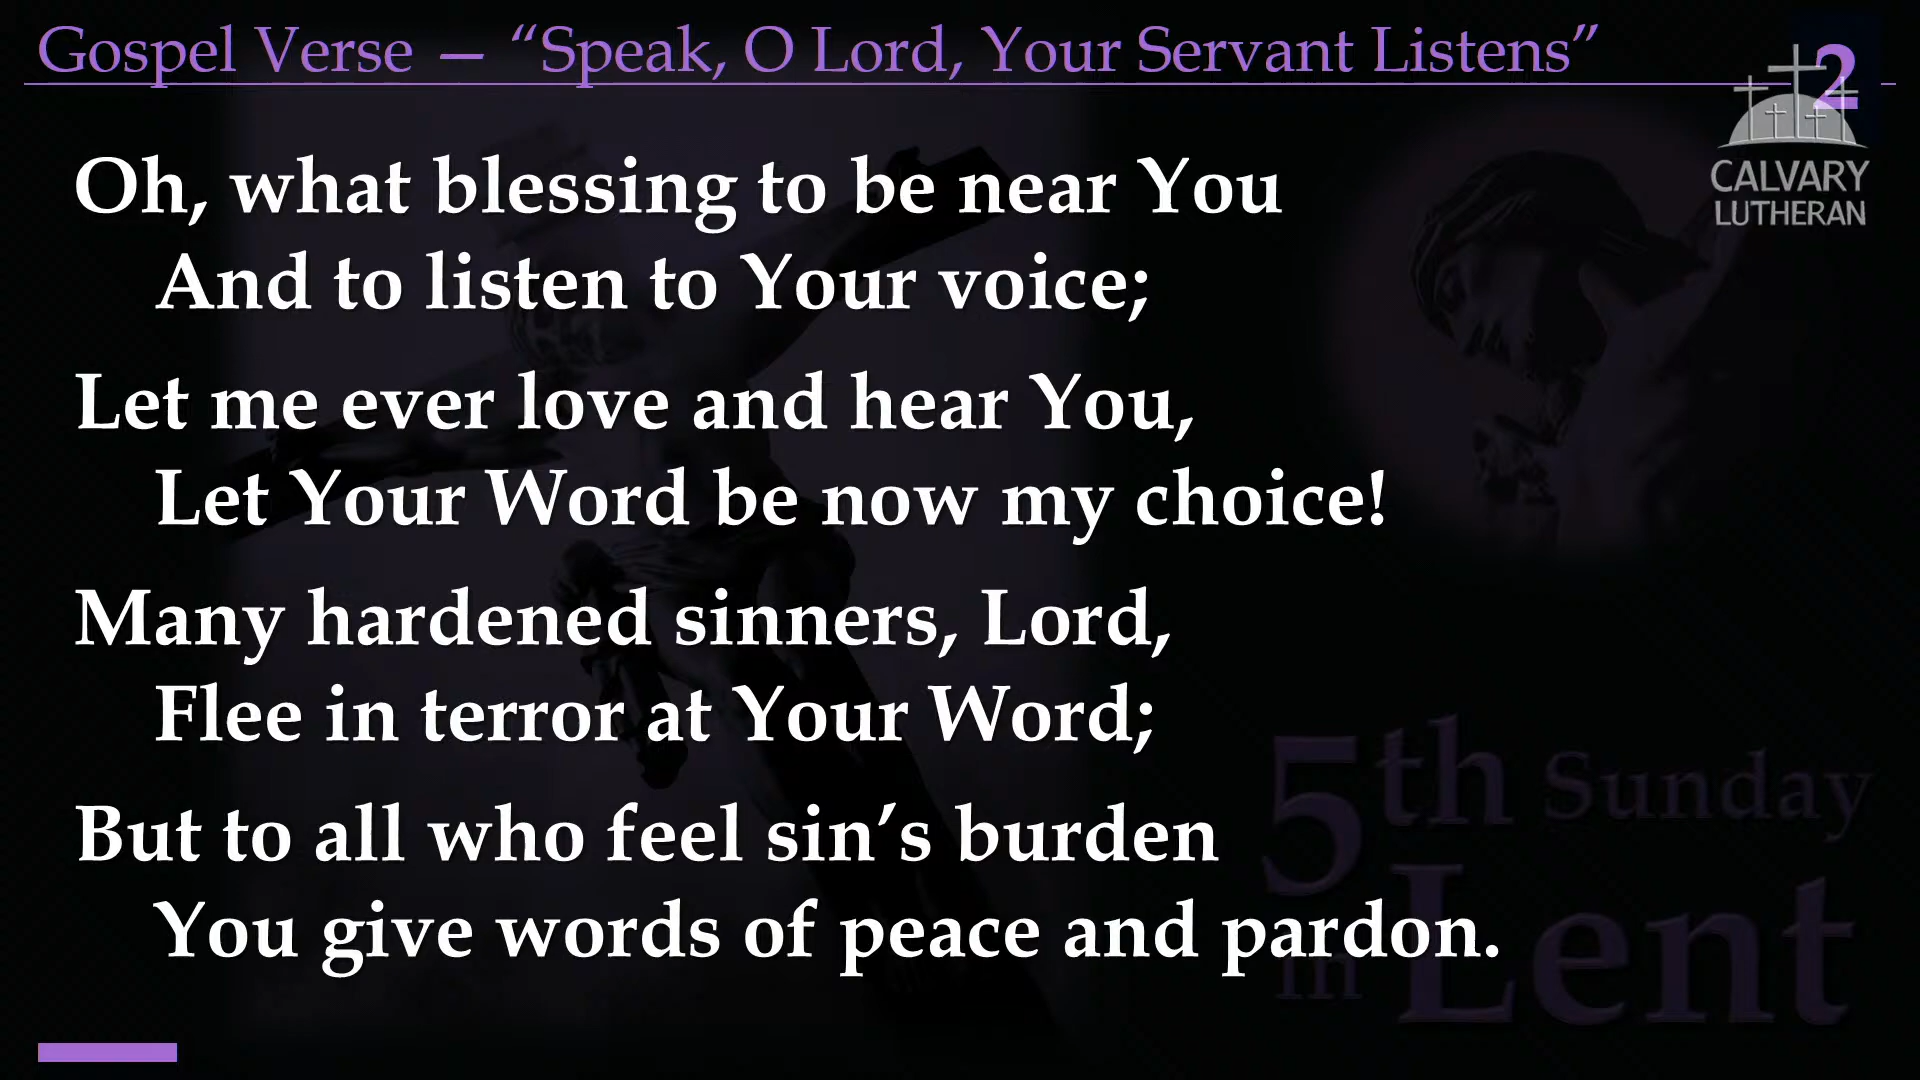 Gospel Verse — “Speak, O Lord, Your Servant Listens”
2
CALVARY
LUTHERAN
Oh, what blessing to be near You
And to listen to Your voice;
Let me ever love and hear You,
Let Your Word be now my choice!
Many hardened sinners, Lord,
Flee in terror at Your Word;
But to all who feel sin’s burden
You give words of peace and pardon.
5th Sunday
in Lent